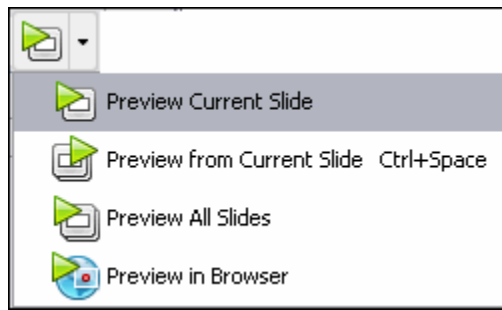 Preview Current Slide
Preview from Current Slide Ctrl+Space
Preview All Slides
Preview in Browser